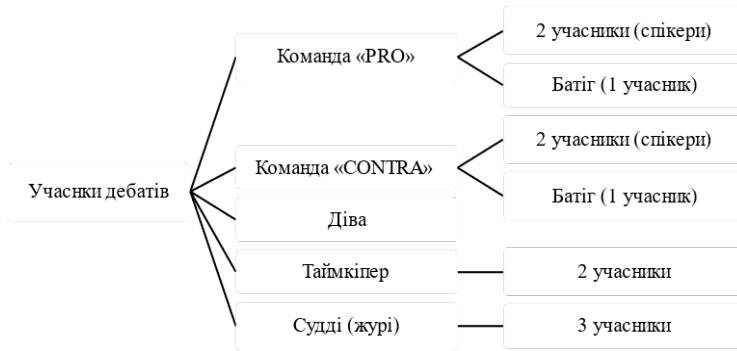 Учаснки дебатів
Команда «PRO»
2 учасники (спікери)
Батіг (1 учасник)
Команда «CONTRA»
2 учасники (спікери)
Батіг (1 учасник)
Діва
Таймкіпер
2 учасники
Судді (журі)
3 учасники